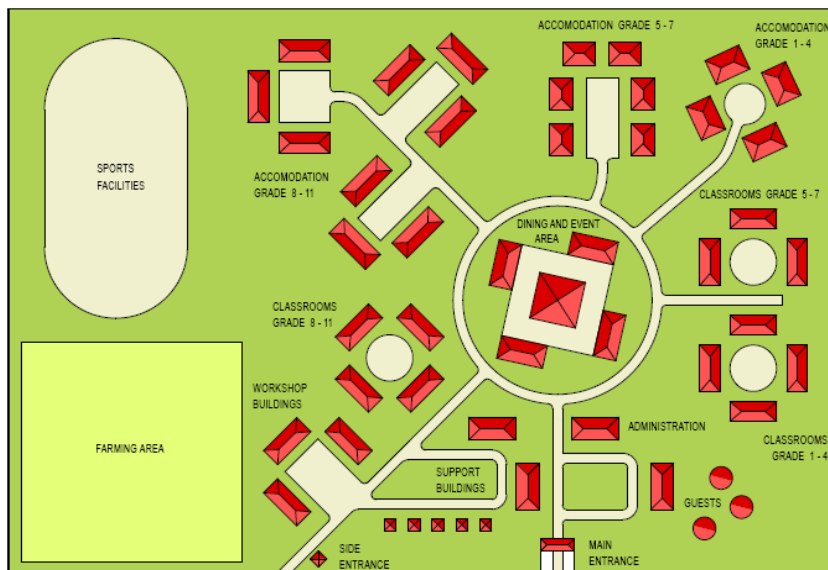 ACCOMODATION GRADE 5 - 7
ACCOMODATION
GRADE 1 - 4
SPORTS
FACILITIES
ACCOMODATION
GRADE 8 - 11
CLASSROOMS GRADE 5 - 7
DINING AND EVENT
AREA
CLASSROOMS
GRADE 8 - 11
WORKSHOP
BUILDINGS
FARMING AREA
ADMINISTRATION
CLASSROOMS
GRADE 1 - 4
SUPPORT
BUILDINGS
GUESTS
SIDE
ENTRANCE
MAIN
ENTRANCE